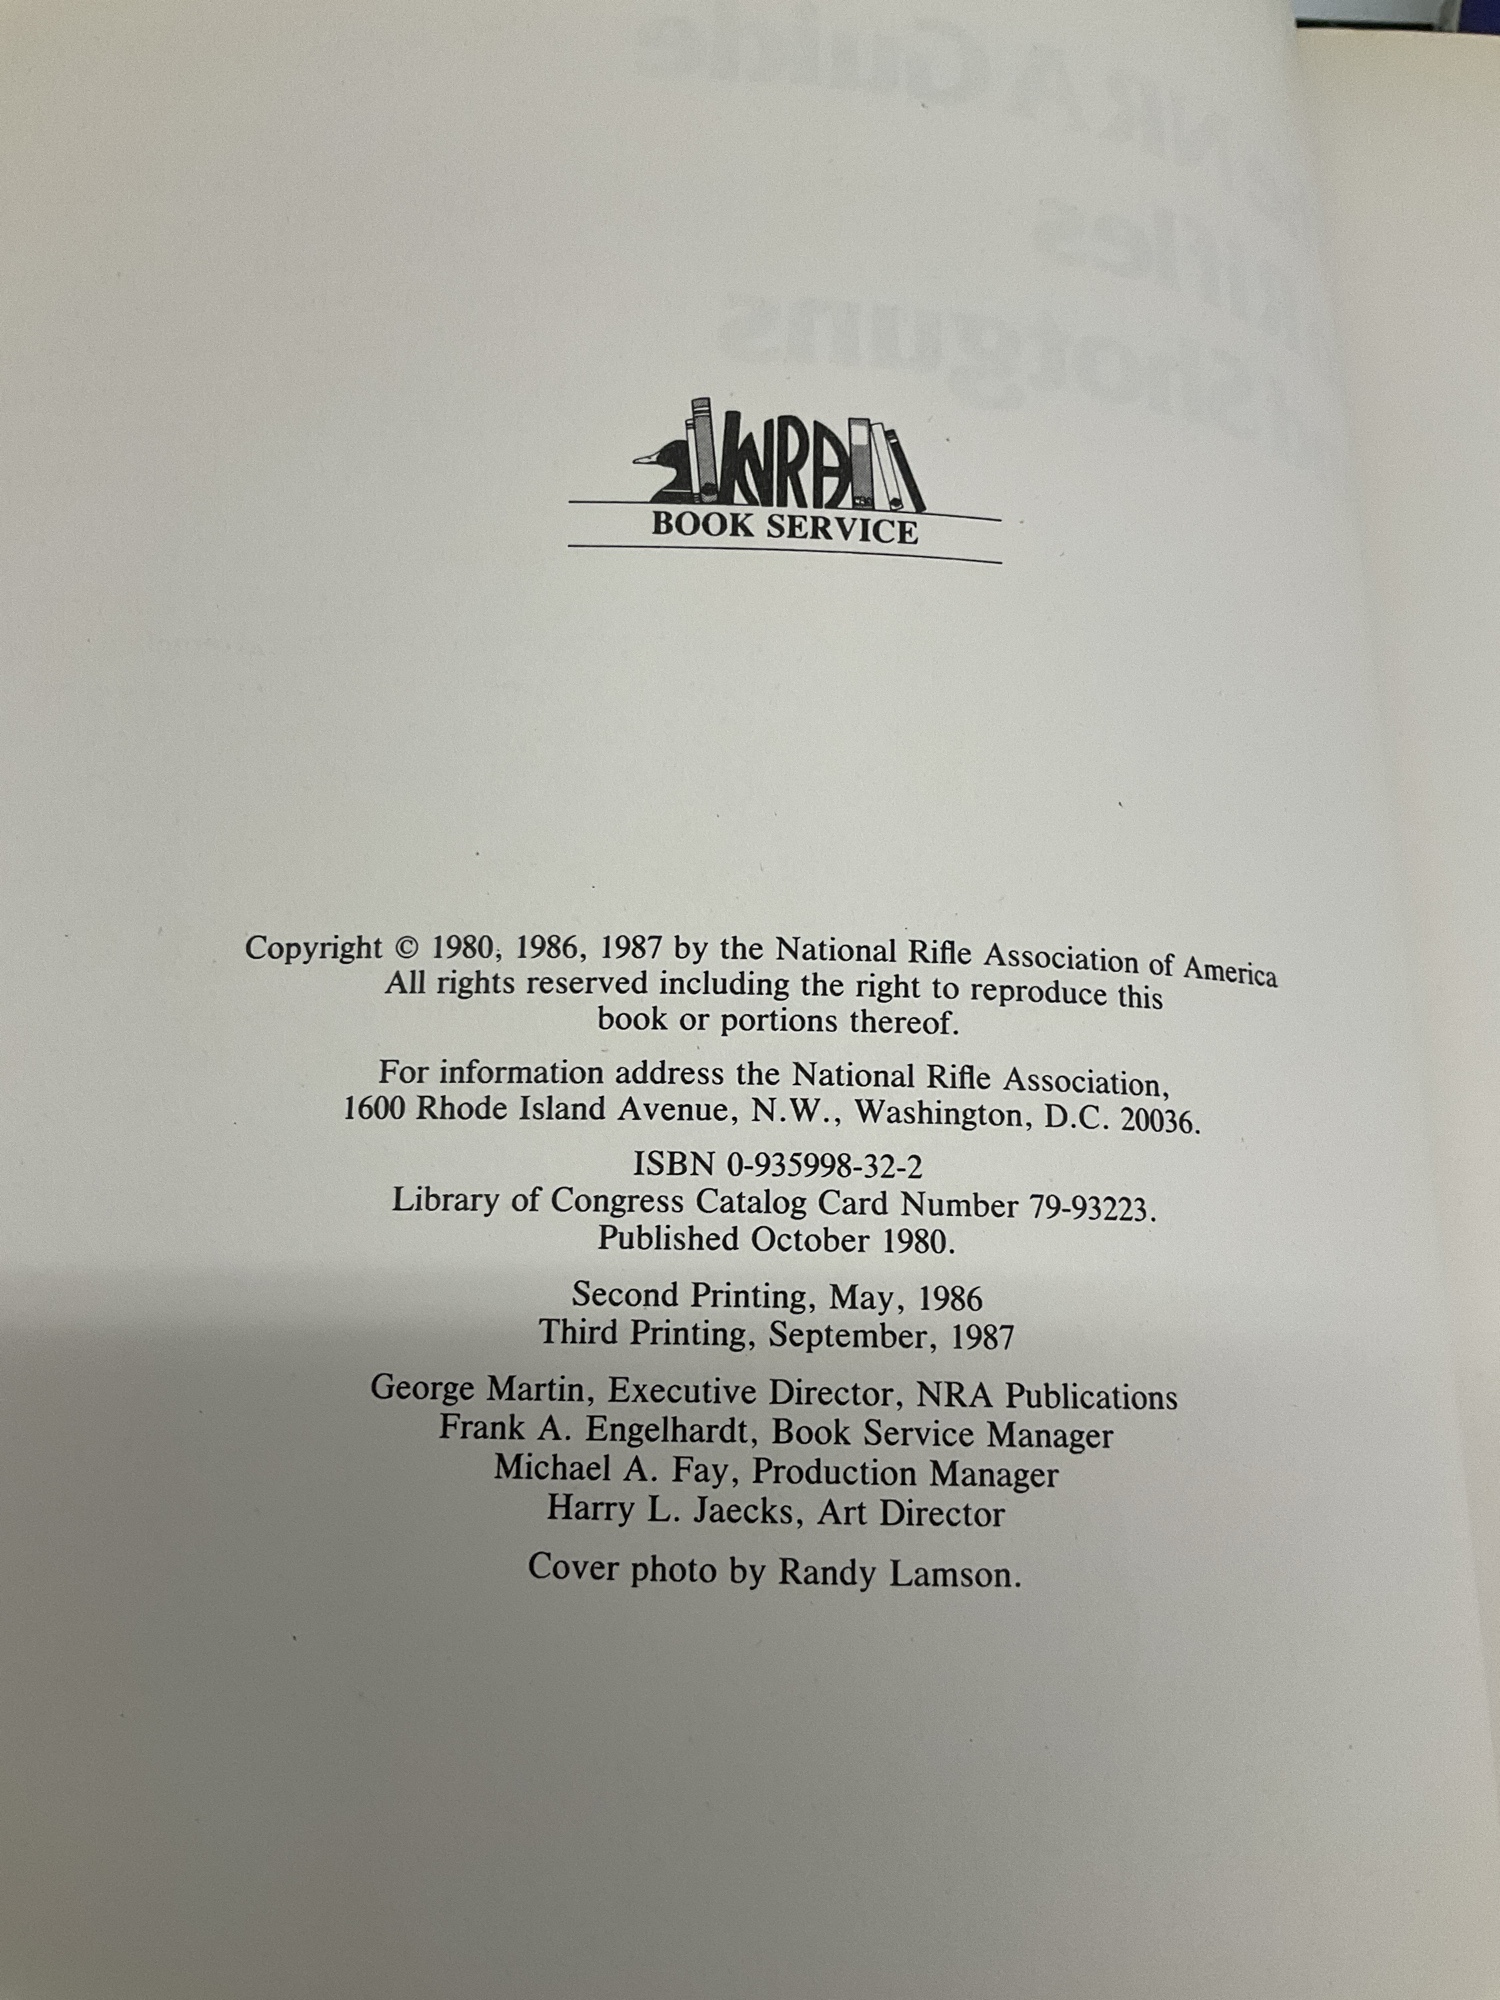 NRA Guide
Rifles
Shotguns
NRA
BOOK SERVICE
Copyright © 1980, 1986, 1987 by the National Rifle Association of America
All rights reserved including the right to reproduce this
book or portions thereof.
For information address the National Rifle Association,
1600 Rhode Island Avenue, N.W., Washington, D.C. 20036.
ISBN 0-935998-32-2
Library of Congress Catalog Card Number 79-93223.
Published October 1980.
Second Printing, May, 1986
Third Printing, September, 1987
George Martin, Executive Director, NRA Publications
Frank A. Engelhardt, Book Service Manager
Michael A. Fay, Production Manager
Harry L. Jaecks, Art Director
Cover photo by Randy Lamson.